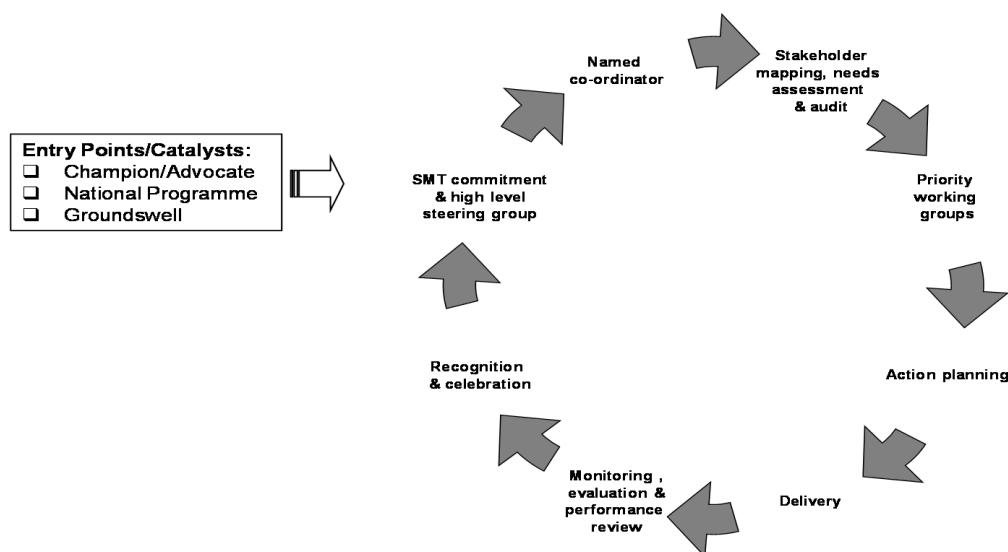 Entry Points/Catalysts:
❑ Champion/Advocate
❑ National Programme
❑ Groundswell
SMT commitment
& high level
steering group
Named
co-ordinator
Stakeholder
mapping, needs
assessment
& audit
Priority
working
groups
Action planning
Delivery
Monitoring ,
evaluation &
performance
review
Recognition
& celebration